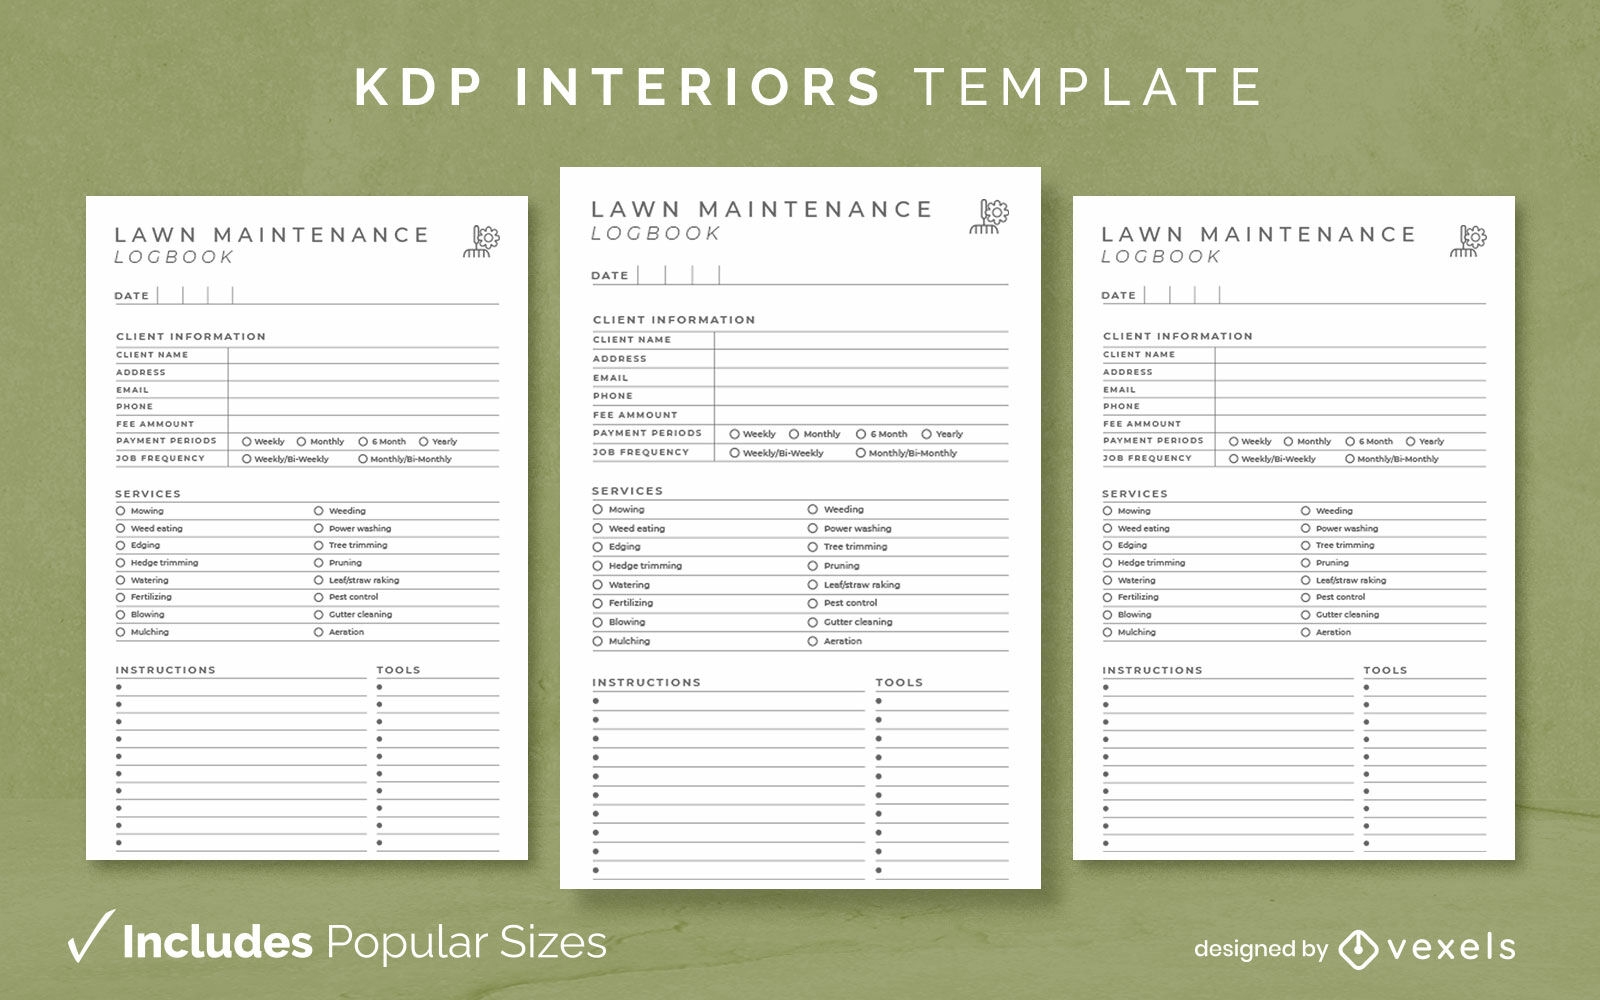 KDP INTERIORS TEMPLATE
LAWN MAINTENANCE
LOGBOOK
DATE
CLIENT INFORMATION
CLIENT NAME
ADDRESS
EMAIL
PHONE
FEE AMMOUNT
PAYMENT PERIODS Weekly Monthly 6 Month Yearly
JOB FREQUENCY Weekly/Bi-Weekly Monthly/Bi-Monthly
SERVICES
Mowing Weeding
Weed eating Power washing
Edging Tree trimming
Hedge trimming Pruning
Watering Leaf/straw raking
Fertilizing Pest control
Blowing Gutter cleaning
Mulching Aeration
INSTRUCTIONS TOOLS
LAWN MAINTENANCE
LOGBOOK
DATE
CLIENT INFORMATION
CLIENT NAME
ADDRESS
EMAIL
PHONE
FEE AMMOUNT
PAYMENT PERIODS Weekly Monthly 6 Month Yearly
JOB FREQUENCY Weekly/Bi-Weekly Monthly/Bi-Monthly
SERVICES
Mowing Weeding
Weed eating Power washing
Edging Tree trimming
Hedge trimming Pruning
Watering Leaf/straw raking
Fertilizing Pest control
Blowing Gutter cleaning
Mulching Aeration
INSTRUCTIONS TOOLS
LAWN MAINTENANCE
LOGBOOK
DATE
CLIENT INFORMATION
CLIENT NAME
ADDRESS
EMAIL
PHONE
FEE AMMOUNT
PAYMENT PERIODS Weekly Monthly 6 Month Yearly
JOB FREQUENCY Weekly/Bi-Weekly Monthly/Bi-Monthly
SERVICES
Mowing Weeding
Weed eating Power washing
Edging Tree trimming
Hedge trimming Pruning
Watering Leaf/straw raking
Fertilizing Pest control
Blowing Gutter cleaning
Mulching Aeration
INSTRUCTIONS TOOLS
Includes Popular Sizes
designed by vexels